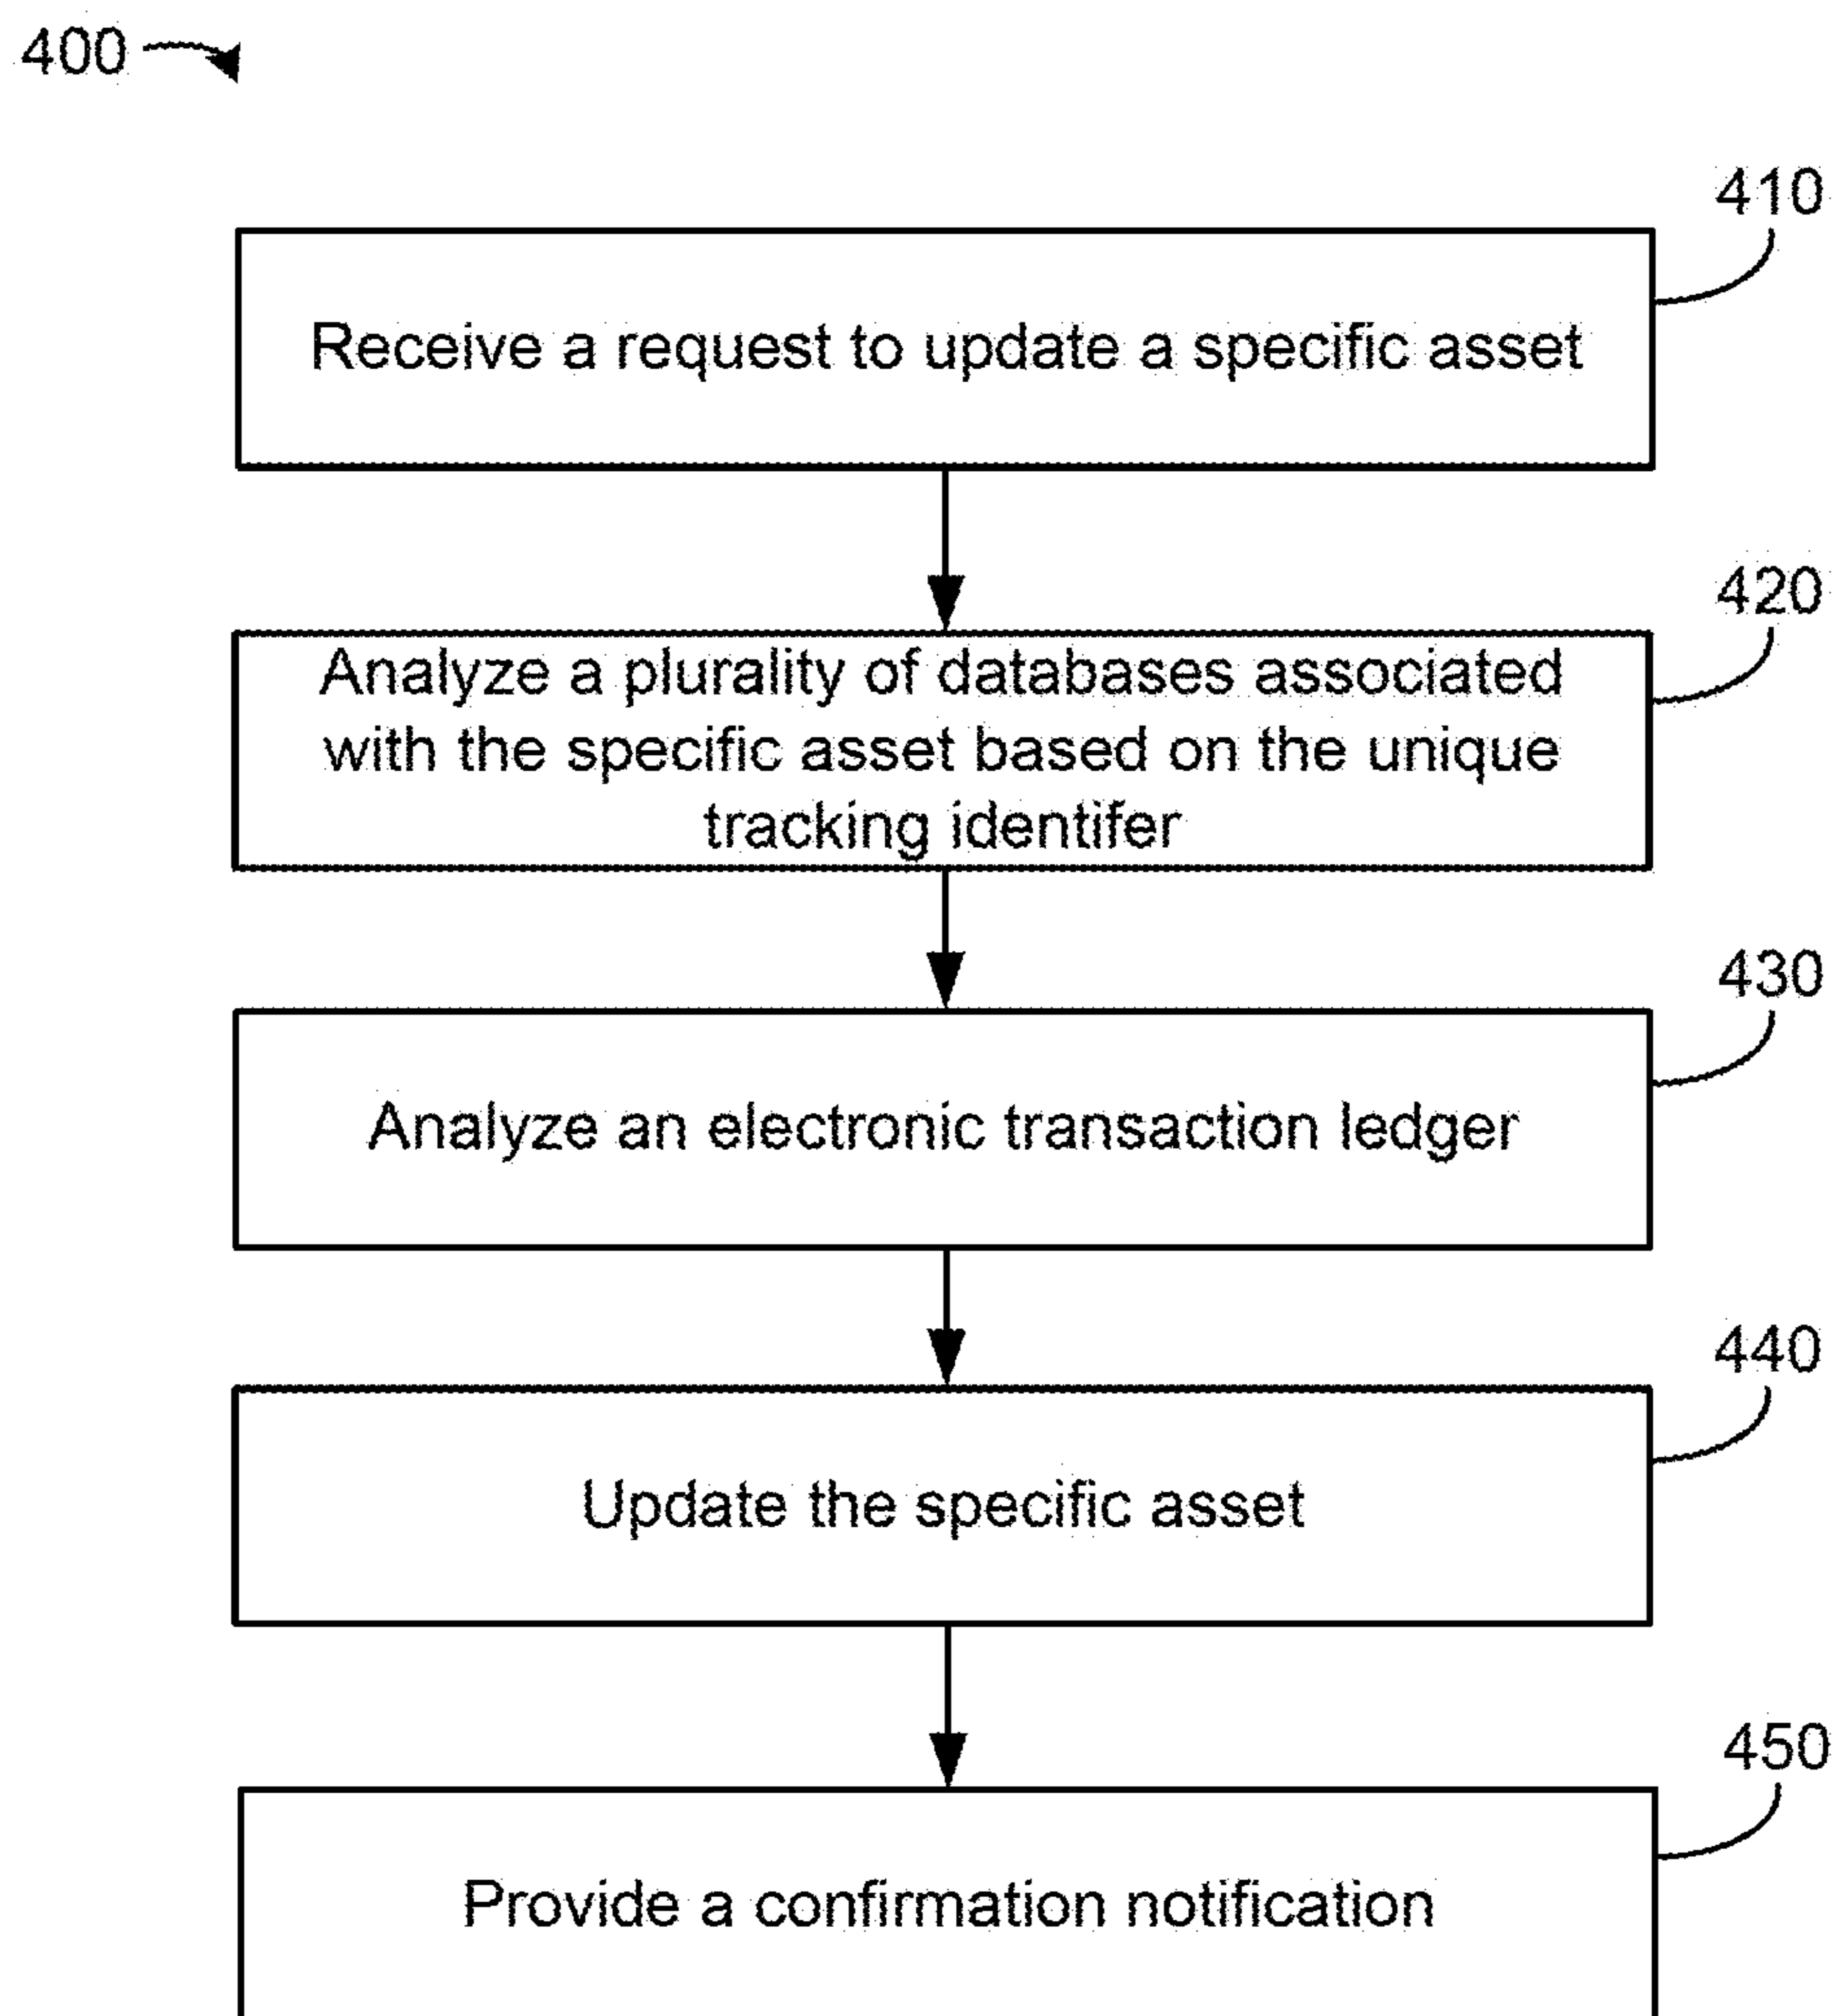 400
410
Receive a request to update a specific asset
420
Analyze a plurality of databases associated
with the specific asset based on the unique
tracking identifer
430
Analyze an electronic transaction ledger
440
Update the specific asset
450
Provide a confirmation notification